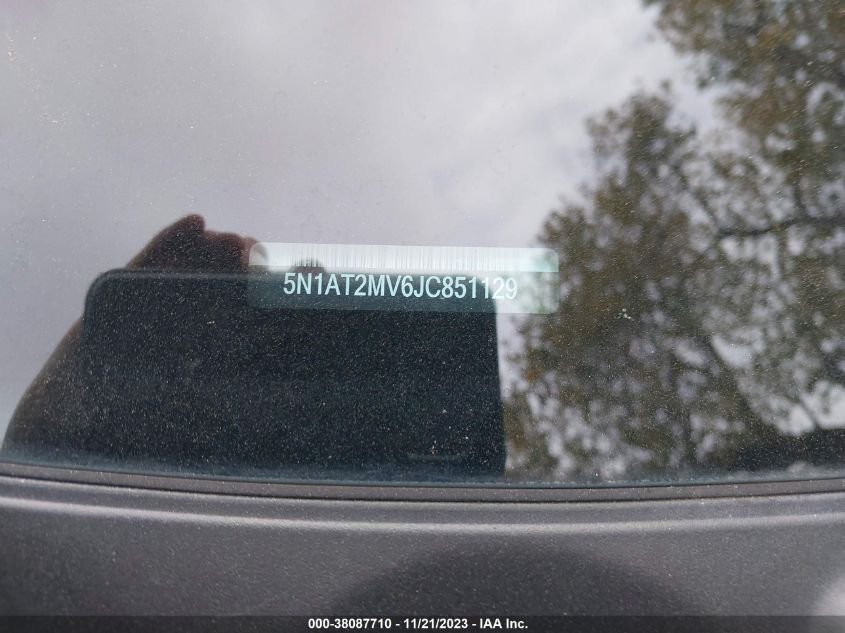 5N1AT2MV6JC851129
000-38087710 - 11/21/2023 - IAA Inc.